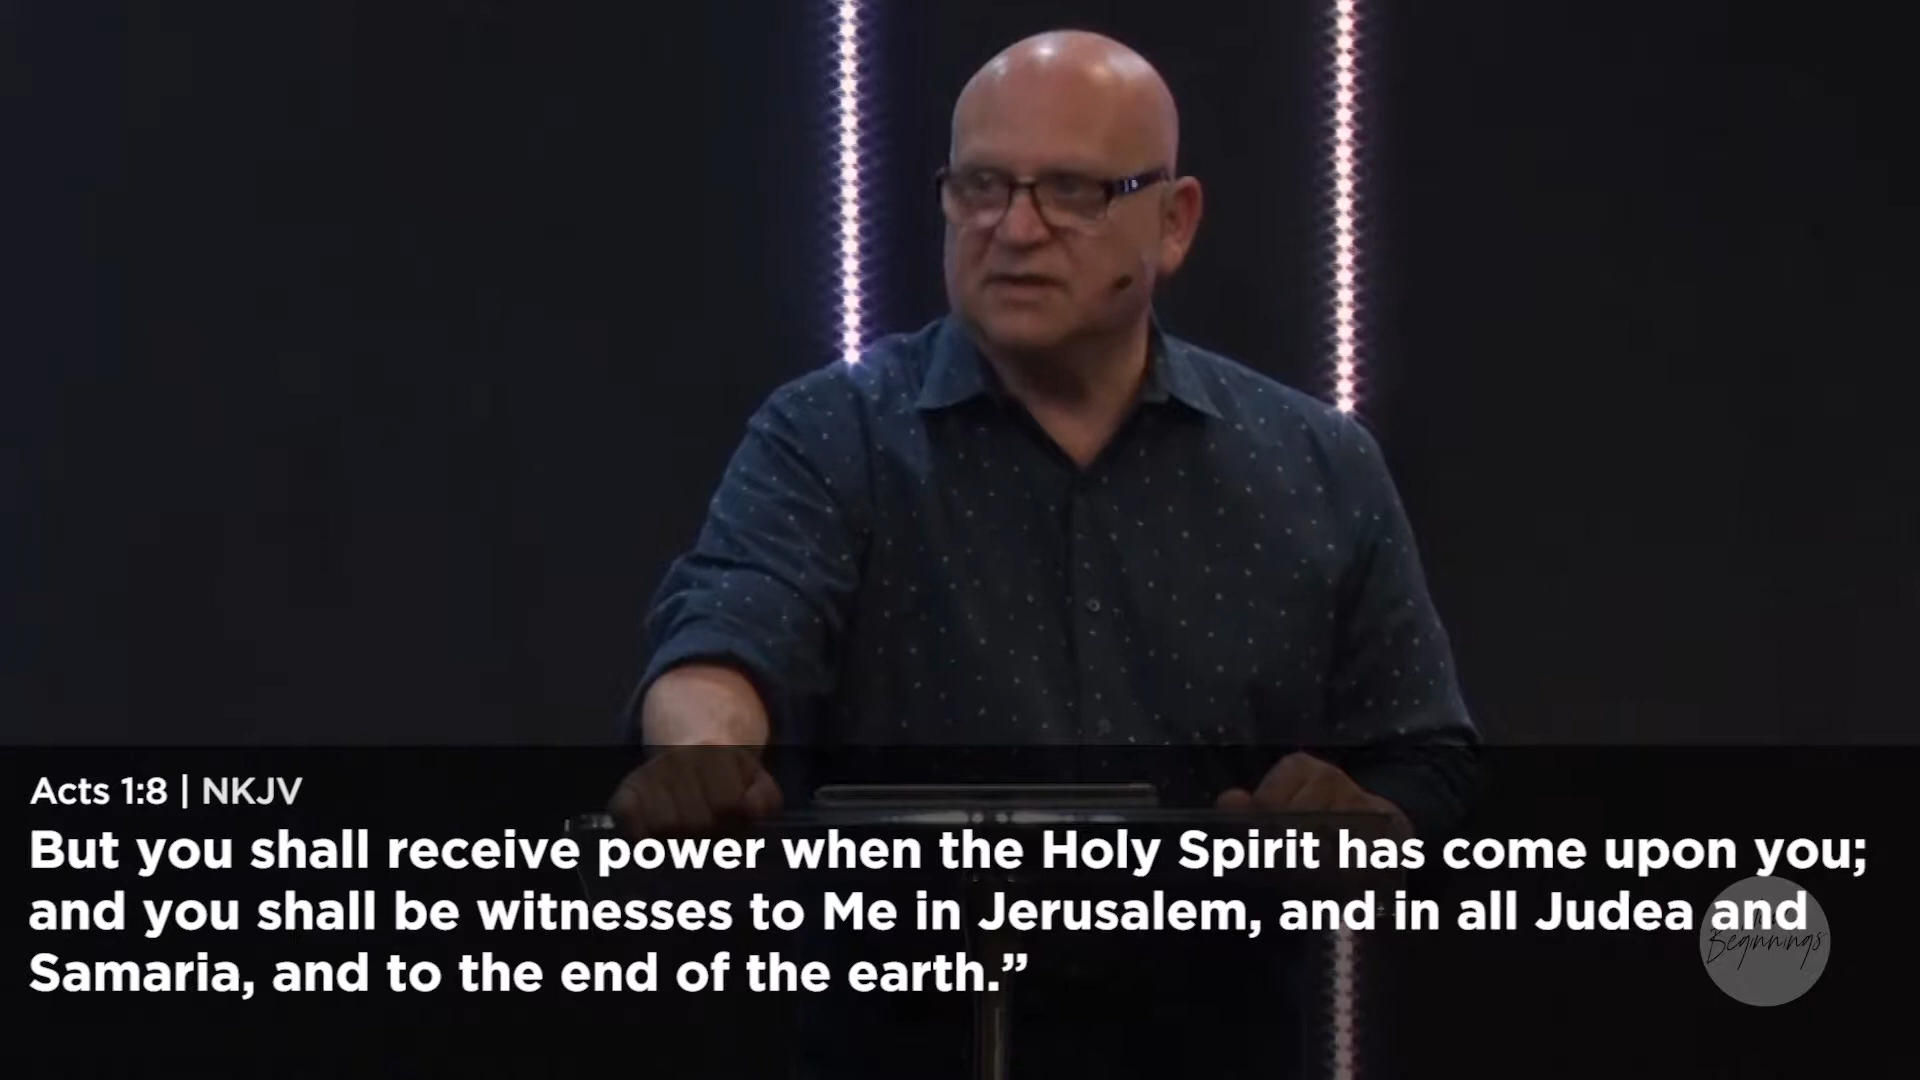 Acts 1:8 | NKJV
But you shall receive power when the Holy Spirit has come upon you;
and you shall be witnesses to Me in Jerusalem, and in all Judea and
Samaria, and to the end of the earth.”
Beginnings